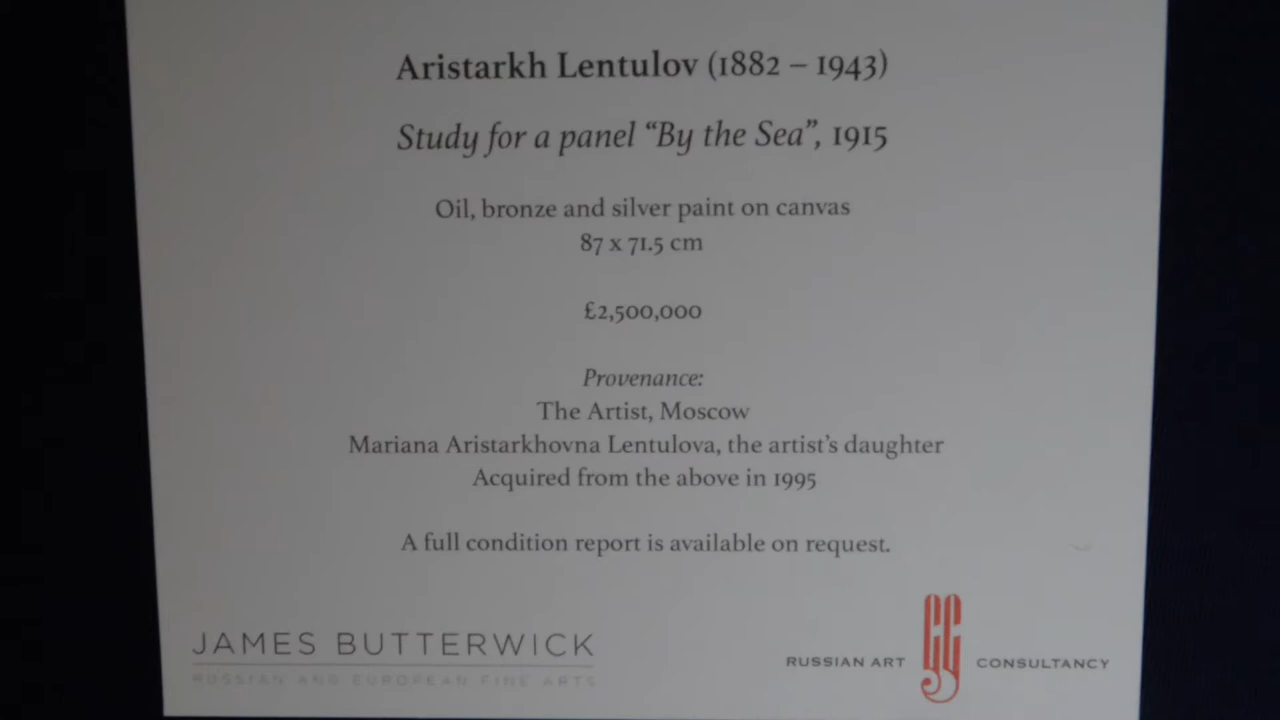 Aristarkh Lentulov (1882 – 1943)
Study for a panel “By the Sea”, 1915
Oil, bronze and silver paint on canvas
87 x 71.5 cm
£2,500,000
Provenance:
The Artist, Moscow
Mariana Aristarkhovna Lentulova, the artist’s daughter
Acquired from the above in 1995
A full condition report is available on request.
JAMES BUTTERWICK
RUSSIAN AND EUROPEAN FINE ARTS
RUSSIAN ART CONSULTANCY